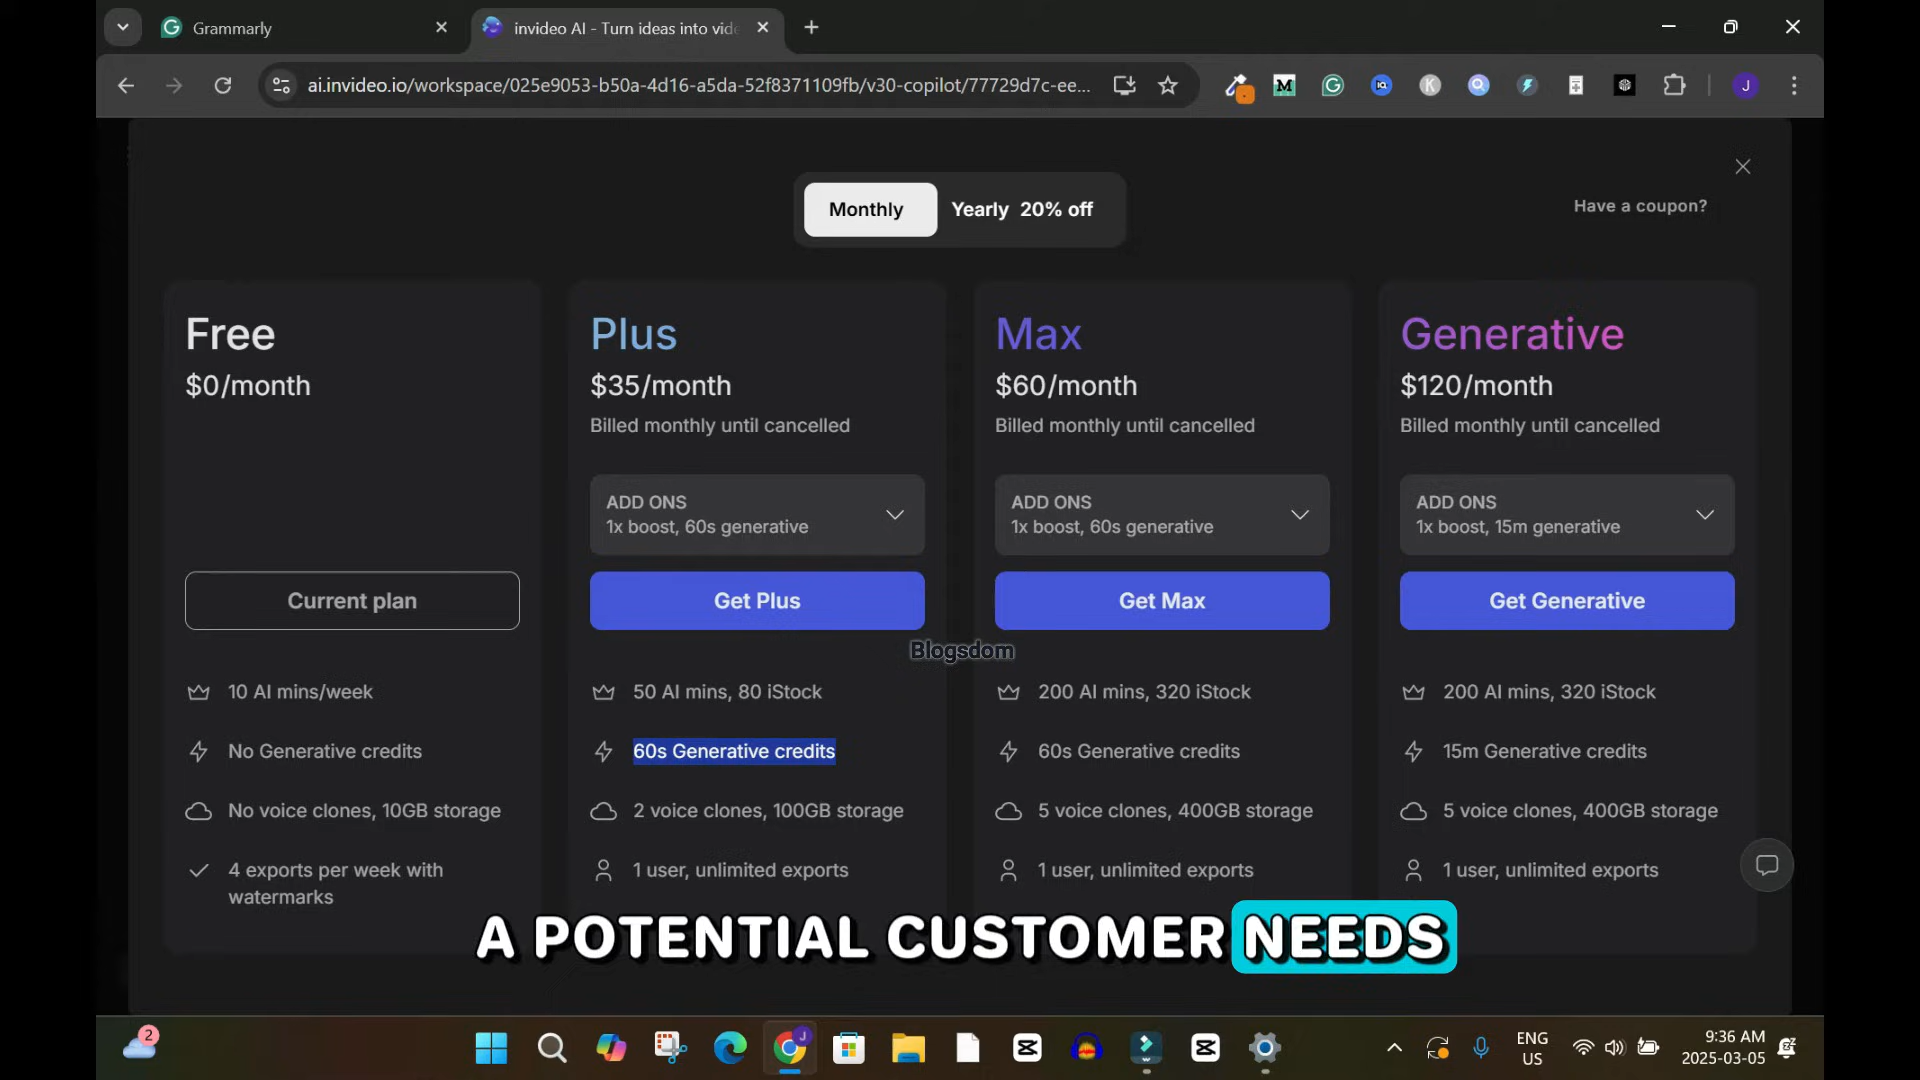 Grammarly
invideo AI - Turn ideas into vide
ai.invideo.io/workspace/025e9053-b50a-4d16-a5da-52f8371109fb/v30-copilot/77729d7c-ee...
Monthly
Yearly 20% off
Have a coupon?
Free
$0/month
Current plan
10 AI mins/week
No Generative credits
No voice clones, 10GB storage
4 exports per week with
watermarks
Plus
$35/month
Billed monthly until cancelled
ADD ONS
1x boost, 60s generative
Get Plus
50 AI mins, 80 iStock
60s Generative credits
2 voice clones, 100GB storage
1 user, unlimited exports
Max
$60/month
Billed monthly until cancelled
ADD ONS
1x boost, 60s generative
Get Max
200 AI mins, 320 iStock
60s Generative credits
5 voice clones, 400GB storage
1 user, unlimited exports
Generative
$120/month
Billed monthly until cancelled
ADD ONS
1x boost, 15m generative
Get Generative
200 AI mins, 320 iStock
15m Generative credits
5 voice clones, 400GB storage
1 user, unlimited exports
Blogsdom
A POTENTIAL CUSTOMER NEEDS
2
ENG
US
9:36 AM
2025-03-05